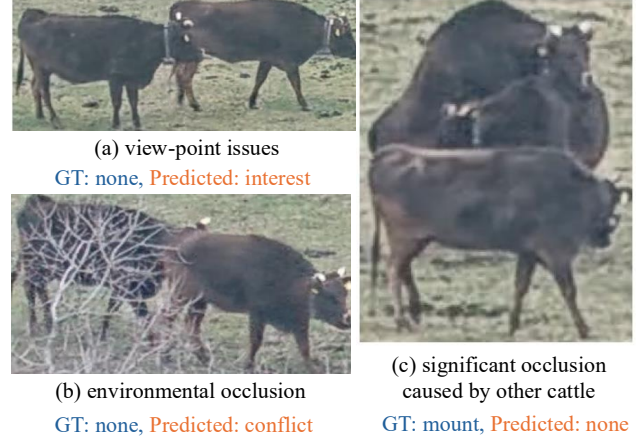 (a) view-point issues
GT: none, Predicted: interest
(b) environmental occlusion
GT: none, Predicted: conflict
(c) significant occlusion
caused by other cattle
GT: mount, Predicted: none